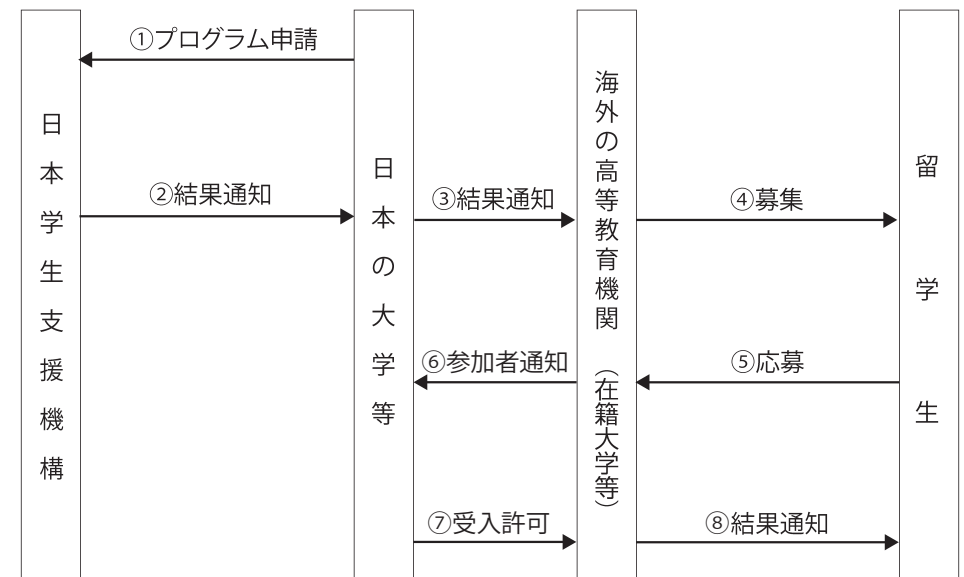 ①プログラム申請
日本学生支援機構
②結果通知
日本の大学等
③結果通知
海外の高等教育機関（在籍大学等）
④募集
留学生
⑥参加者通知
⑤応募
⑦受入許可
⑧結果通知